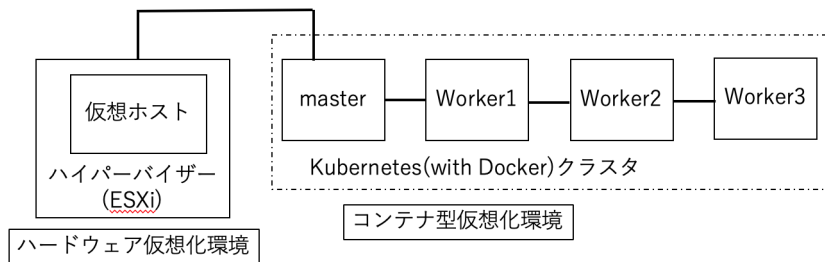 仮想ホスト
ハイパーバイザー
(ESXi)
ハードウェア仮想化環境
master
Worker1
Worker2
Worker3
Kubernetes(with Docker)クラスタ
コンテナ型仮想化環境